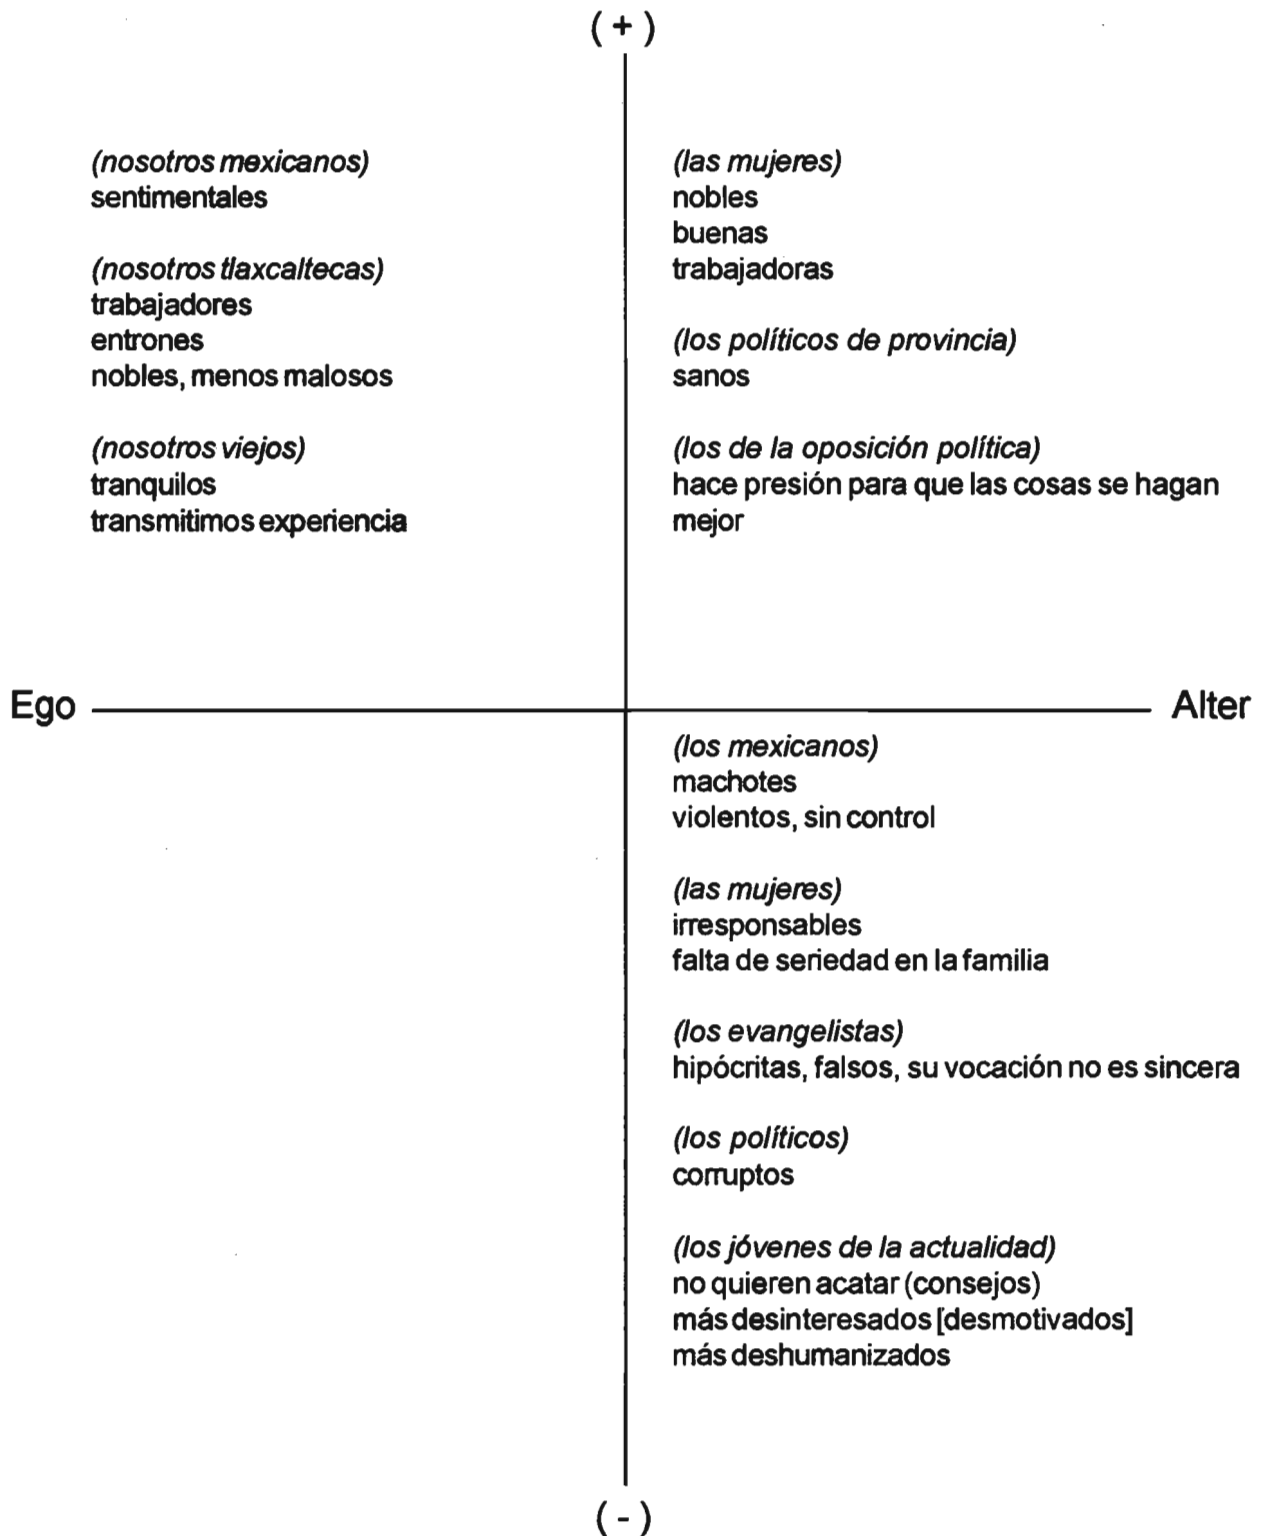 ( + )
(nosotros mexicanos)
sentimentales
(nosotros tlaxcaltecas)
trabajadores
entrones
nobles, menos malosos
(nosotros viejos)
tranquilos
transmitimos experiencia
(las mujeres)
nobles
buenas
trabajadoras
(los políticos de provincia)
sanos
(los de la oposición política)
hace presión para que las cosas se hagan
mejor
Ego
Alter
(los mexicanos)
machotes
violentos, sin control
(las mujeres)
irresponsables
falta de seriedad en la familia
(los evangelistas)
hipócritas, falsos, su vocación no es sincera
(los políticos)
corruptos
(los jóvenes de la actualidad)
no quieren acatar (consejos)
más desinteresados [desmotivados]
más deshumanizados
( - )